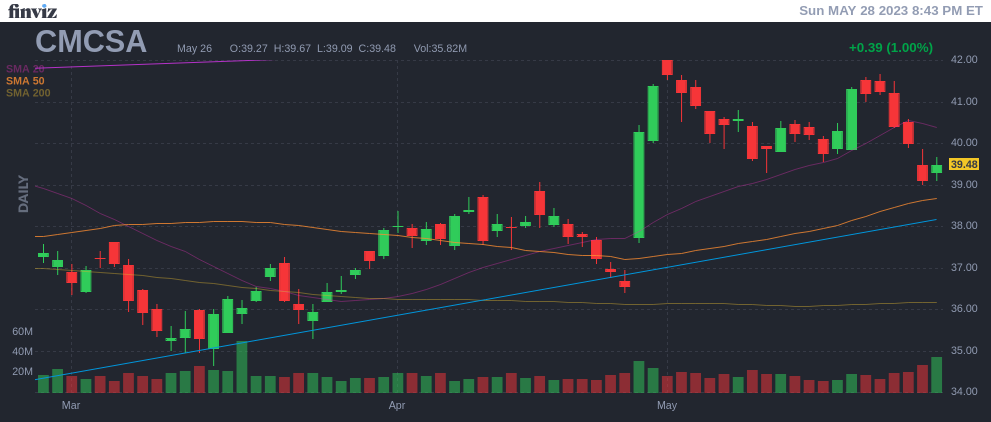 finviz
Sun MAY 28 2023 8:43 PM ET
CMCSA
May 26 O:39.27 H:39.67 L:39.09 C:39.48 Vol:35.82M
+0.39 (1.00%)
SMA 20
SMA 50
SMA 200
DAILY
42.00
41.00
40.00
39.48
39.00
38.00
37.00
36.00
35.00
34.00
60M
40M
20M
Mar Apr May